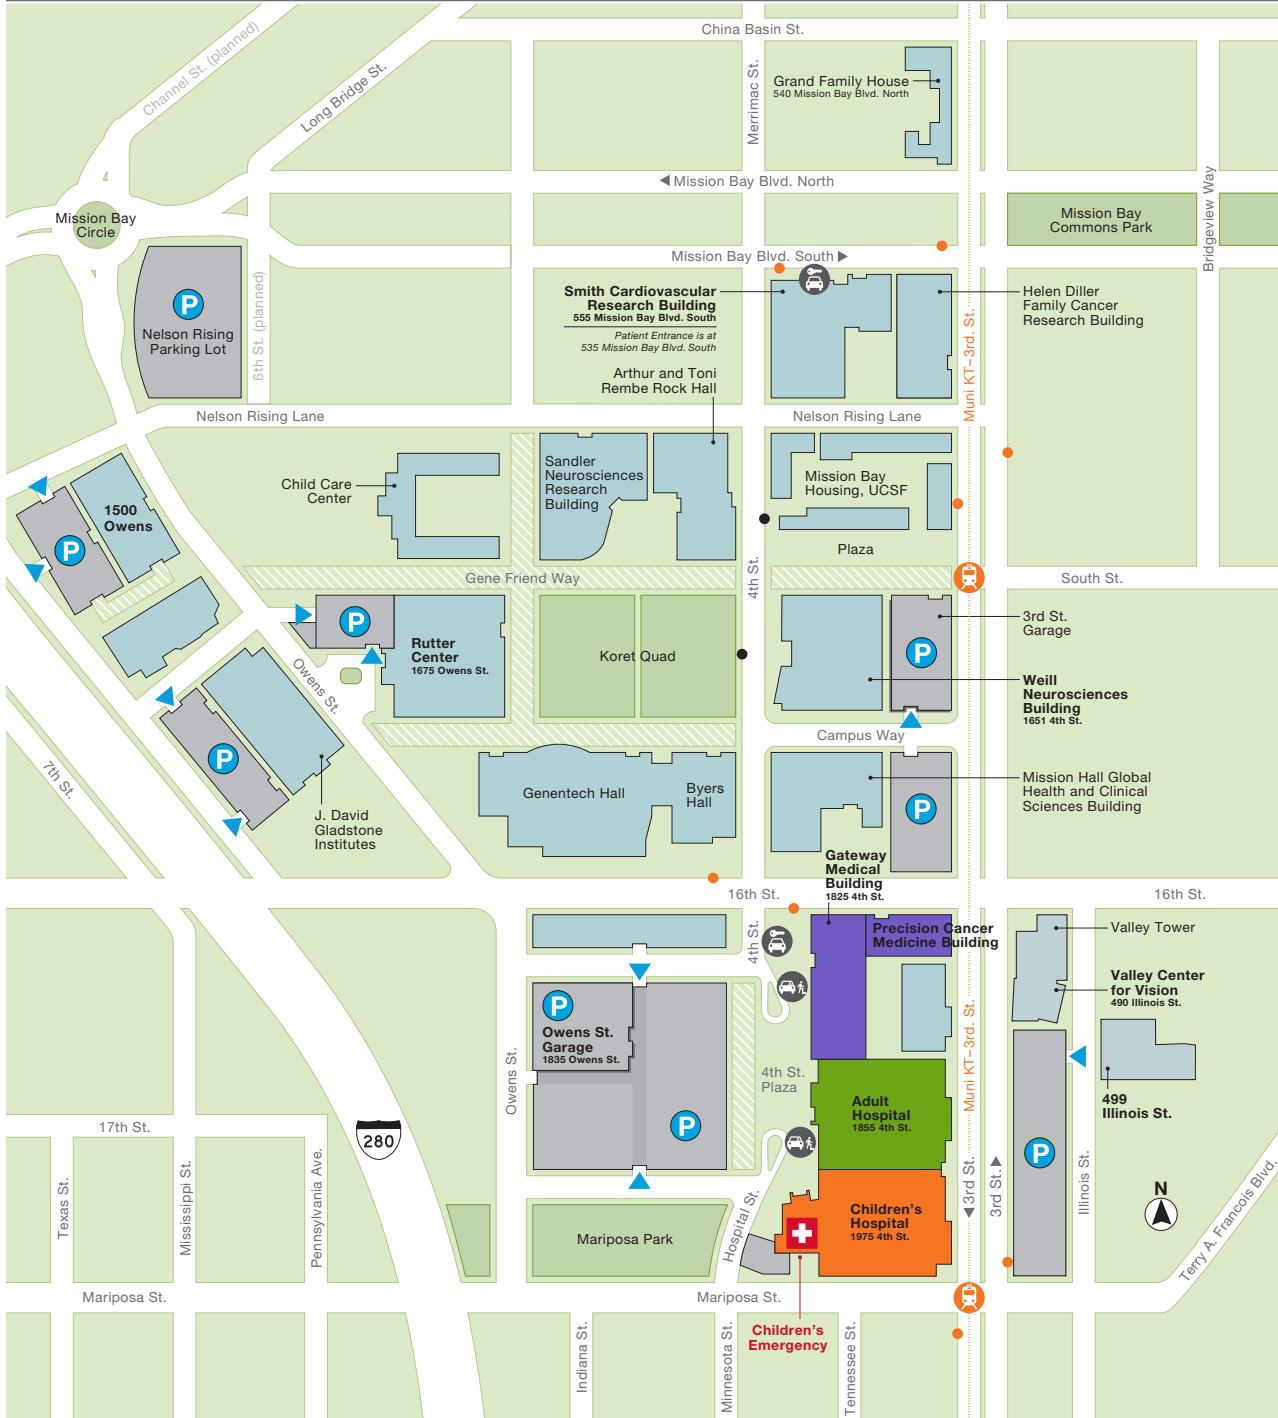 China Basin St.
Channel St. (planned)
Long Bridge St.
Merrimac St.
Grand Family House
540 Mission Bay Blvd. North
Mission Bay Blvd. North
Mission Bay
Circle
Mission Bay
Commons Park
Bridgeview Way
Mission Bay Blvd. South
P
Nelson Rising
Parking Lot
6th St. (planned)
Smith Cardiovascular
Research Building
555 Mission Bay Blvd. South
Patient Entrance is at
535 Mission Bay Blvd. South
Helen Diller
Family Cancer
Research Building
Muni KT–3rd. St.
Arthur and Toni
Rembe Rock Hall
Nelson Rising Lane
Nelson Rising Lane
Child Care
Center
Sandler
Neurosciences
Research
Building
Mission Bay
Housing, UCSF
1500
Owens
P
Plaza
4th St.
Gene Friend Way
South St.
P
Rutter
Center
1675 Owens St.
Koret Quad
P
3rd St.
Garage
Owens St.
Weill
Neurosciences
Building
1651 4th St.
Campus Way
P
7th St.
J. David
Gladstone
Institutes
Genentech Hall
Byers
Hall
P
Mission Hall Global
Health and Clinical
Sciences Building
Gateway
Medical
Building
1825 4th St.
16th St.
16th St.
4th St.
Precision Cancer
Medicine Building
Valley Tower
Valley Center
for Vision
490 Illinois St.
P
Owens St.
Garage
1835 Owens St.
Owens St.
4th St.
Plaza
Muni KT–3rd. St.
P
Adult
Hospital
1855 4th St.
499
Illinois St.
17th St.
280
P
Texas St.
Mississippi St.
Pennsylvania Ave.
3rd St.
3rd St.
Illinois St.
N
Terry A. Francois Blvd.
Mariposa Park
Hospital St.
Children's
Hospital
1975 4th St.
Mariposa St.
Mariposa St.
Children's
Emergency
Indiana St.
Minnesota St.
Tennessee St.